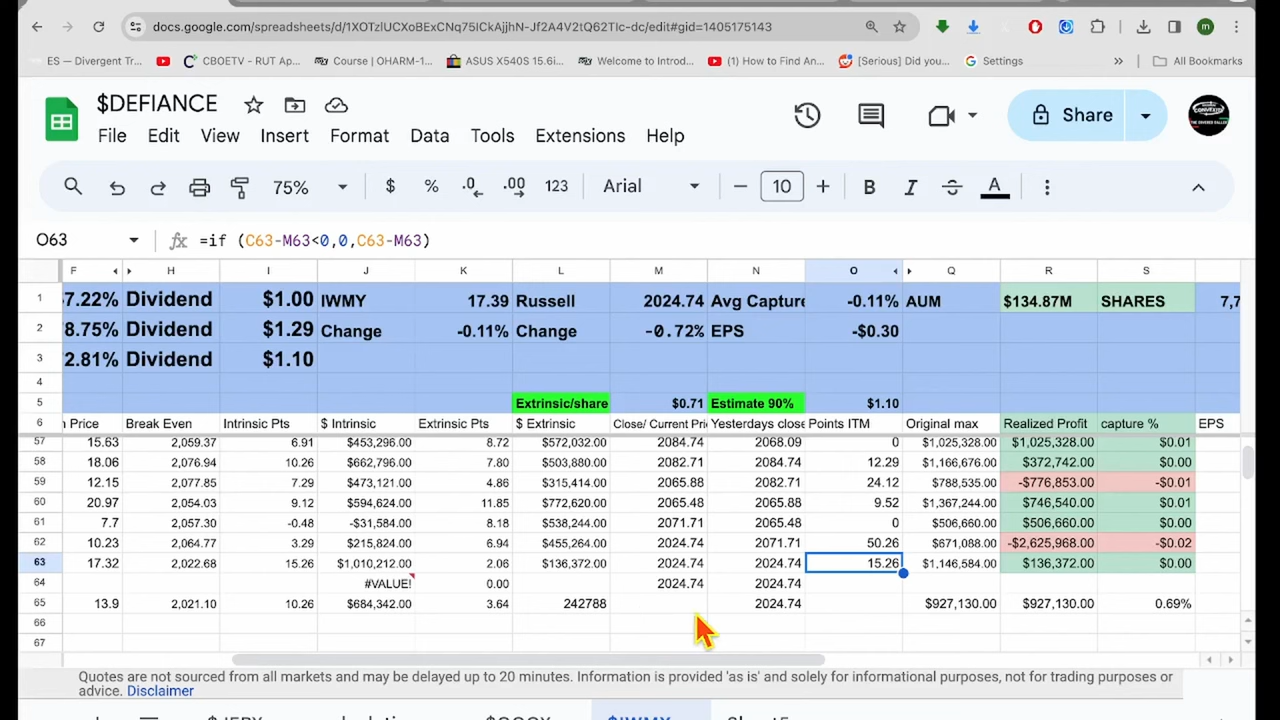 docs.google.com/spreadsheets/d/1XOTzlUCXoBExCNq75ICkAjihN-Jf2A4V2tQ62TIc-dc/edit#gid=1405175143
ES — Divergent Tr... CBOETV - RUT Ap... Course | OHARM-1... ASUX X540S 15.6i... Welcome to Introd... (1) How to Find An... [Serious] Did you... Settings » All Bookmarks
$DEFIANCE
Share
File Edit View Insert Format Data Tools Extensions Help
75% $ % .0 .00 123 Arial − 10 + B I A
O63 fx =if (C63-M63<0,0,C63-M63)
F H I J K L M N O Q R S
1 57.22% Dividend $1.00 IWMY 17.39 Russell 2024.74 Avg Capture -0.11% AUM $134.87M SHARES 7,7
2 8.75% Dividend $1.29 Change -0.11% Change -0.72% EPS -$0.30
3 2.81% Dividend $1.10
4
5 Extrinsic/share $0.71 Estimate 90% $1.10
6 Price Break Even Intrinsic Pts $ Intrinsic Extrinsic Pts $ Extrinsic Close/ Current Pri Yesterdays close Points ITM Original max Realized Profit capture % EPS
57 15.63 2,059.37 6.91 $453,296.00 8.72 $572,032.00 2084.74 2068.09 0 $1,025,328.00 $1,025,328.00 $0.01
58 18.06 2,076.94 10.26 $662,796.00 7.80 $503,880.00 2082.71 2084.74 12.29 $1,166,676.00 $372,742.00 $0.00
59 12.15 2,077.85 7.29 $473,121.00 4.86 $315,414.00 2065.88 2082.71 24.12 $788,535.00 -$776,853.00 -$0.01
60 20.97 2,054.03 9.12 $594,624.00 11.85 $772,620.00 2065.48 2065.88 9.52 $1,367,244.00 $746,540.00 $0.01
61 7.7 2,057.30 -0.48 -$31,584.00 8.18 $538,244.00 2071.71 2065.48 0 $506,660.00 $506,660.00 $0.00
62 10.23 2,064.77 3.29 $215,824.00 6.94 $455,264.00 2024.74 2071.71 50.26 $671,088.00 -$2,625,968.00 -$0.02
63 17.32 2,022.68 15.26 $1,010,212.00 2.06 $136,372.00 2024.74 2024.74 15.26 $1,146,584.00 $136,372.00 $0.00
64 #VALUE! 0.00 2024.74 2024.74
65 13.9 2,021.10 10.26 $684,342.00 3.64 242788 2024.74 $927,130.00 $927,130.00 0.69%
66
67
Quotes are not sourced from all markets and may be delayed up to 20 minutes. Information is provided 'as is' and solely for informational purposes, not for trading purposes or
advice. Disclaimer
$IWMY